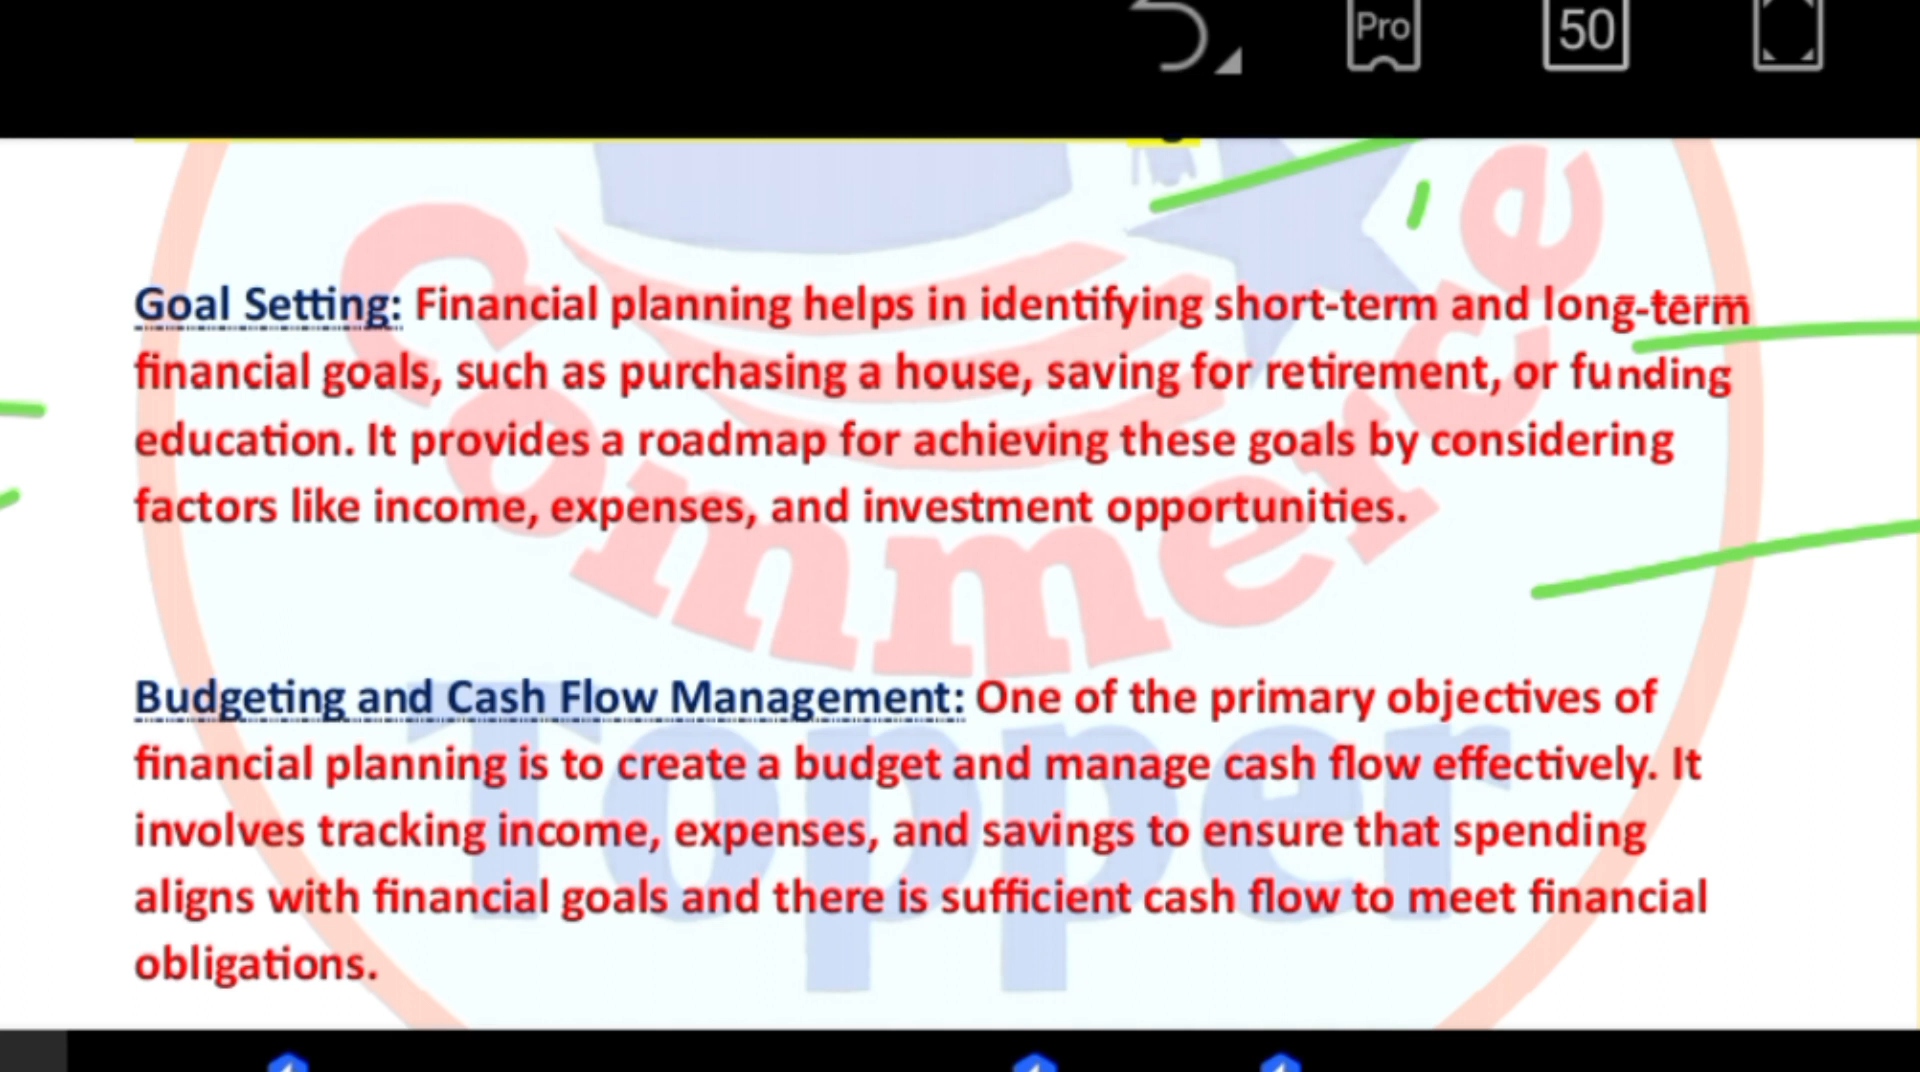 Pro
50
Goal Setting: Financial planning helps in identifying short-term and long-term
financial goals, such as purchasing a house, saving for retirement, or funding
education. It provides a roadmap for achieving these goals by considering
factors like income, expenses, and investment opportunities.
Budgeting and Cash Flow Management: One of the primary objectives of
financial planning is to create a budget and manage cash flow effectively. It
involves tracking income, expenses, and savings to ensure that spending
aligns with financial goals and there is sufficient cash flow to meet financial
obligations.
Commerce
Topper